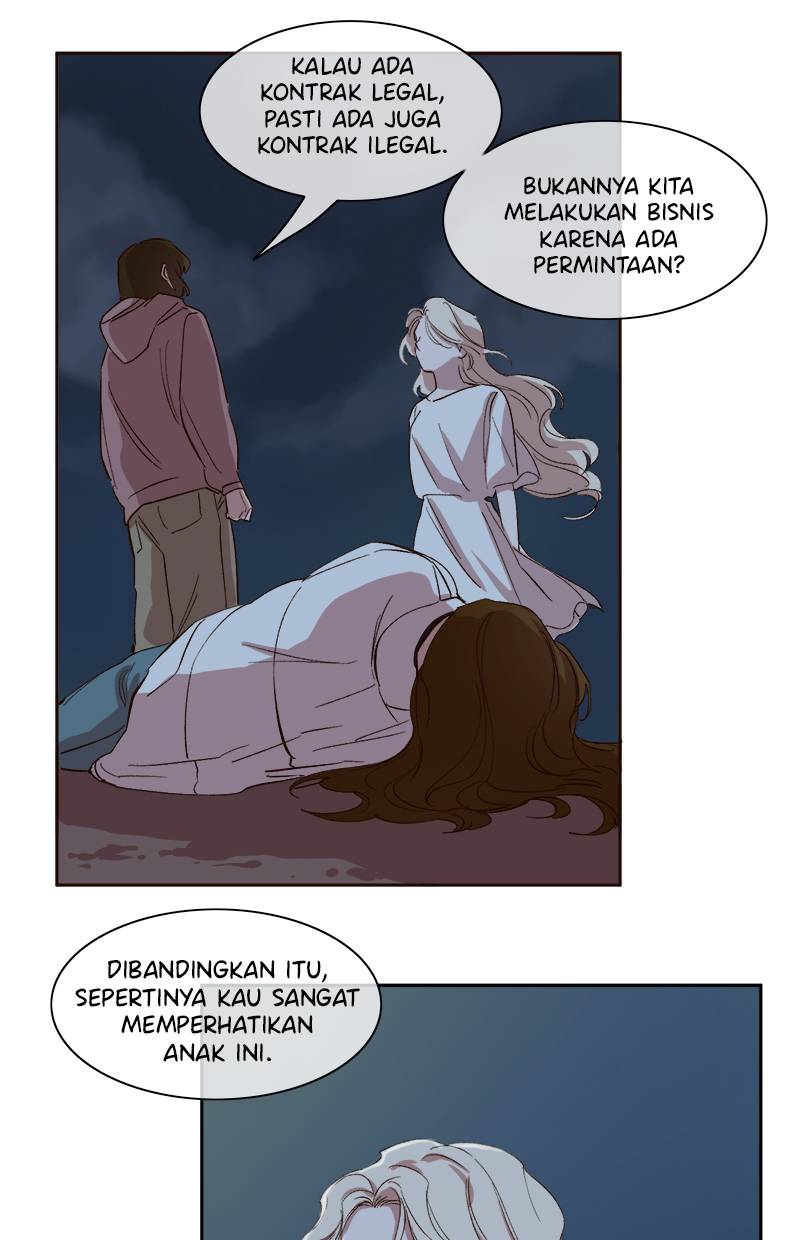 KALAU ADA
KONTRAK LEGAL,
PASTI ADA JUGA
KONTRAK ILEGAL.
BUKANNYA KITA
MELAKUKAN BISNIS
KARENA ADA
PERMINTAAN?
DIBANDINGKAN ITU,
SEPERTINYA KAU SANGAT
MEMPERHATIKAN
ANAK INI.